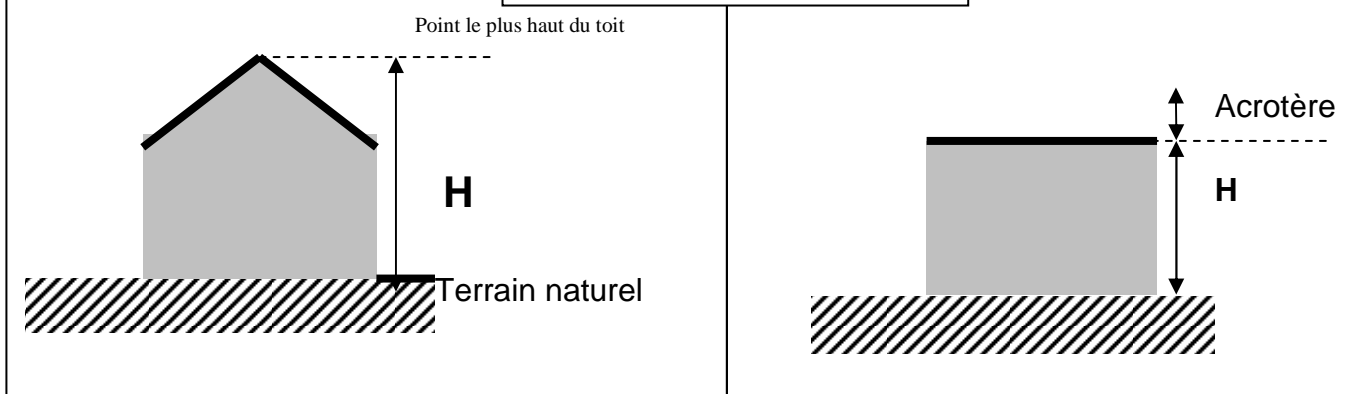 Point le plus haut du toit
H
Terrain naturel
Acrotère
H